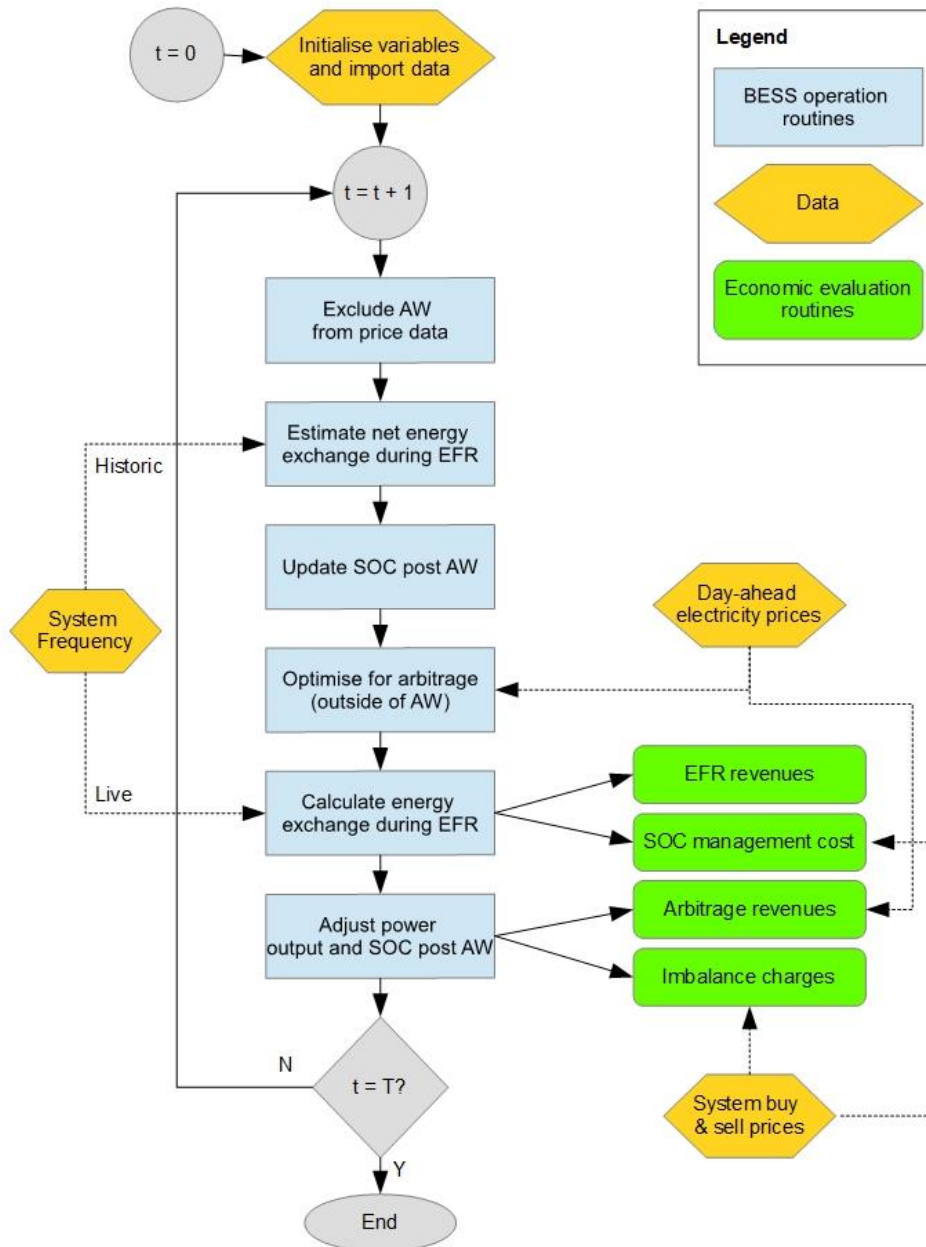 t = 0
Initialise variables
and import data
Legend
BESS operation
routines
Data
Economic evaluation
routines
t = t + 1
Exclude AW
from price data
Estimate net energy
exchange during EFR
Historic
Update SOC post AW
System
Frequency
Day-ahead
electricity prices
Optimise for arbitrage
(outside of AW)
Live
Calculate energy
exchange during EFR
EFR revenues
SOC management cost
Adjust power
output and SOC post AW
Arbitrage revenues
Imbalance charges
N
t = T?
System buy
& sell prices
Y
End